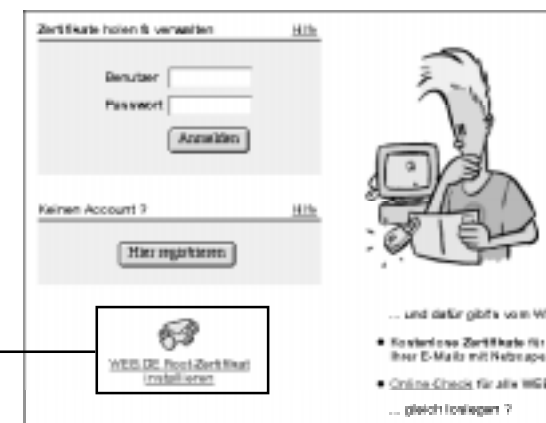 Zertifikate holen & verwalten Hilfe
Benutzer
Passwort
Anmelden
Keinen Account ? Hilfe
Hier registrieren
WEB.DE Root-Zertifikat
installieren
... und dafür gibt's vom W
Kostenlose Zertifikate für
Ihrer E-Mails mit Netscape
Online-Check für alle WEB
... gleich loslegen ?